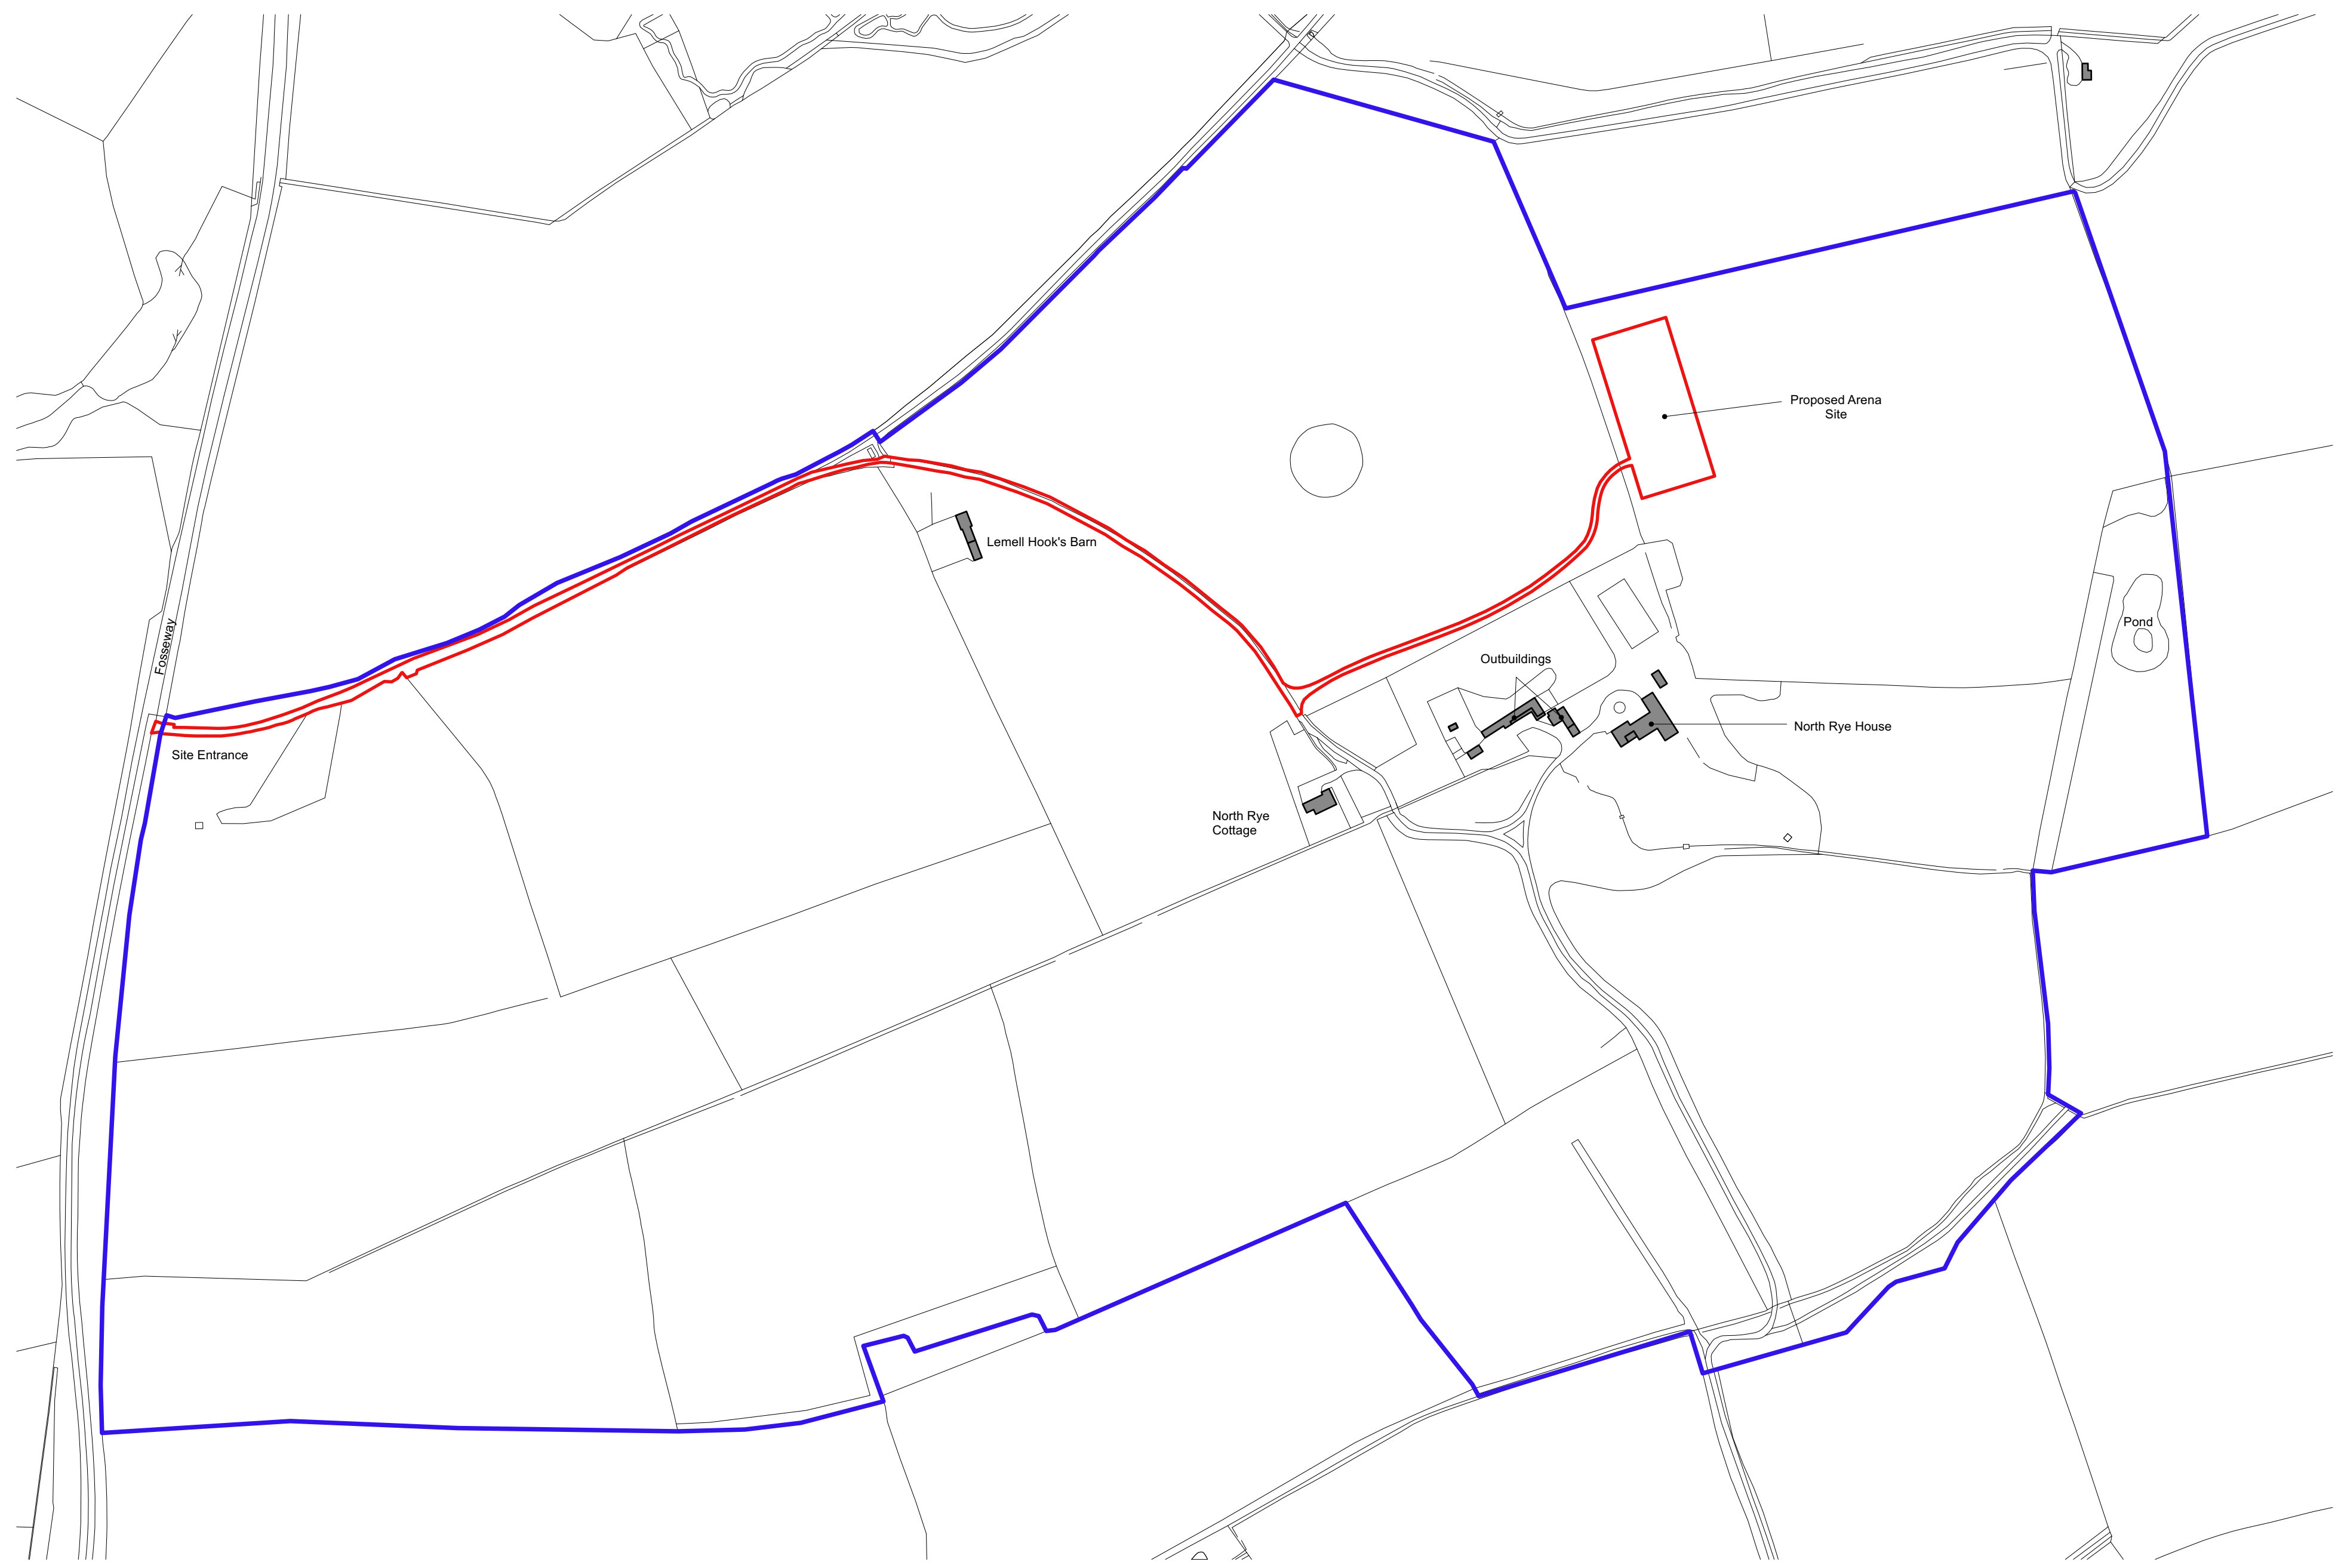 Proposed Arena
Site
Lemell Hook's Barn
Fosseway
Pond
Outbuildings
North Rye House
Site Entrance
North Rye
Cottage